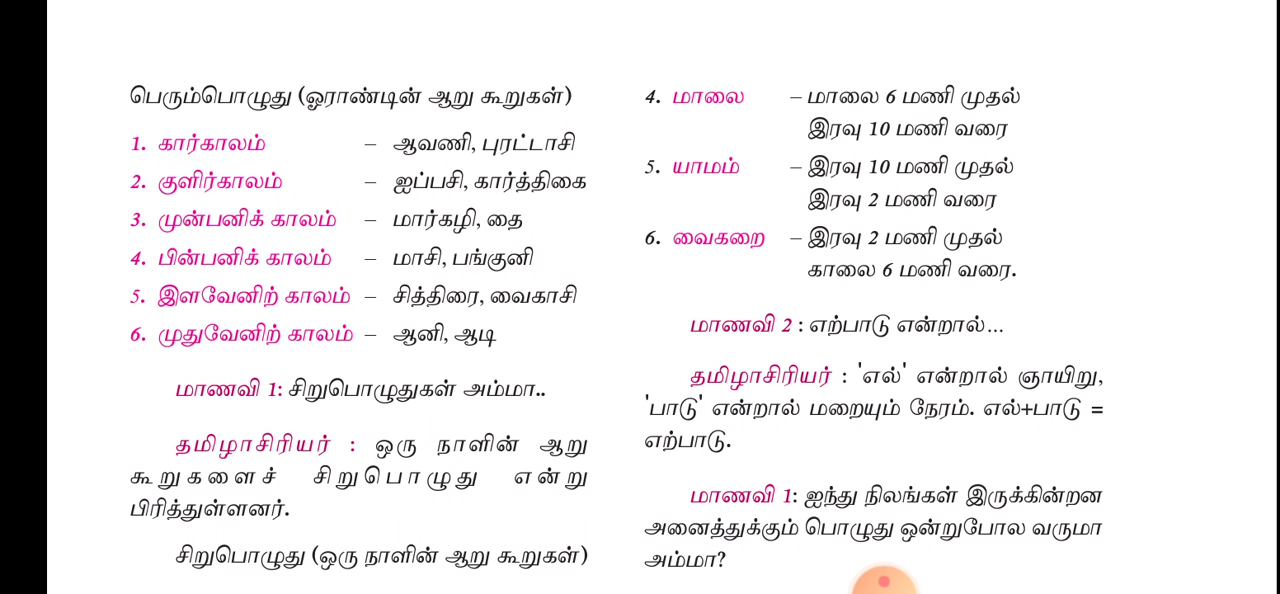 பெரும்பொழுது (ஓராண்டின் ஆறு கூறுகள்)
1. கார்காலம் – ஆவணி, புரட்டாசி
2. குளிர்காலம் – ஐப்பசி, கார்த்திகை
3. முன்பனிக் காலம் – மார்கழி, தை
4. பின்பனிக் காலம் – மாசி, பங்குனி
5. இளவேனிற் காலம் – சித்திரை, வைகாசி
6. முதுவேனிற் காலம் – ஆனி, ஆடி
மாணவி 1: சிறுபொழுதுகள் அம்மா..
தமிழாசிரியர் : ஒரு நாளின் ஆறு
கூறுகளைச் சிறுபொழுது என்று
பிரித்துள்ளனர்.
சிறுபொழுது (ஒரு நாளின் ஆறு கூறுகள்)
4. மாலை – மாலை 6 மணி முதல்
இரவு 10 மணி வரை
5. யாமம் – இரவு 10 மணி முதல்
இரவு 2 மணி வரை
6. வைகறை – இரவு 2 மணி முதல்
காலை 6 மணி வரை.
மாணவி 2 : எற்பாடு என்றால்...
தமிழாசிரியர் : 'எல்' என்றால் ஞாயிறு,
'பாடு' என்றால் மறையும் நேரம். எல்+பாடு =
எற்பாடு.
மாணவி 1: ஐந்து நிலங்கள் இருக்கின்றன
அனைத்துக்கும் பொழுது ஒன்றுபோல வருமா
அம்மா?